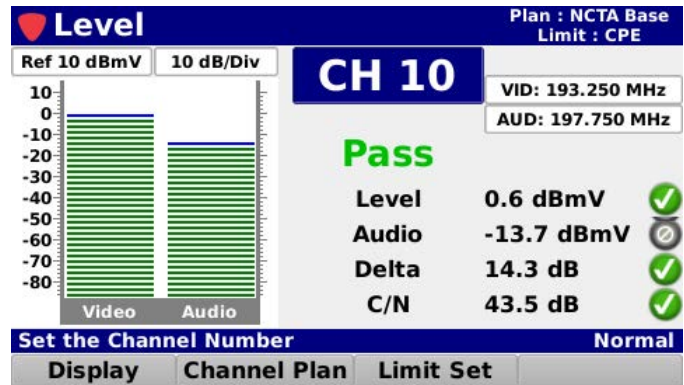 Level
Plan : NCTA Base
Limit : CPE
Ref 10 dBmV
10 dB/Div
CH 10
VID: 193.250 MHz
AUD: 197.750 MHz
10
0
-10
-20
-30
-40
-50
-60
-70
-80
Video Audio
Pass
Level 0.6 dBmV
Audio -13.7 dBmV
Delta 14.3 dB
C/N 43.5 dB
Set the Channel Number Normal
Display Channel Plan Limit Set